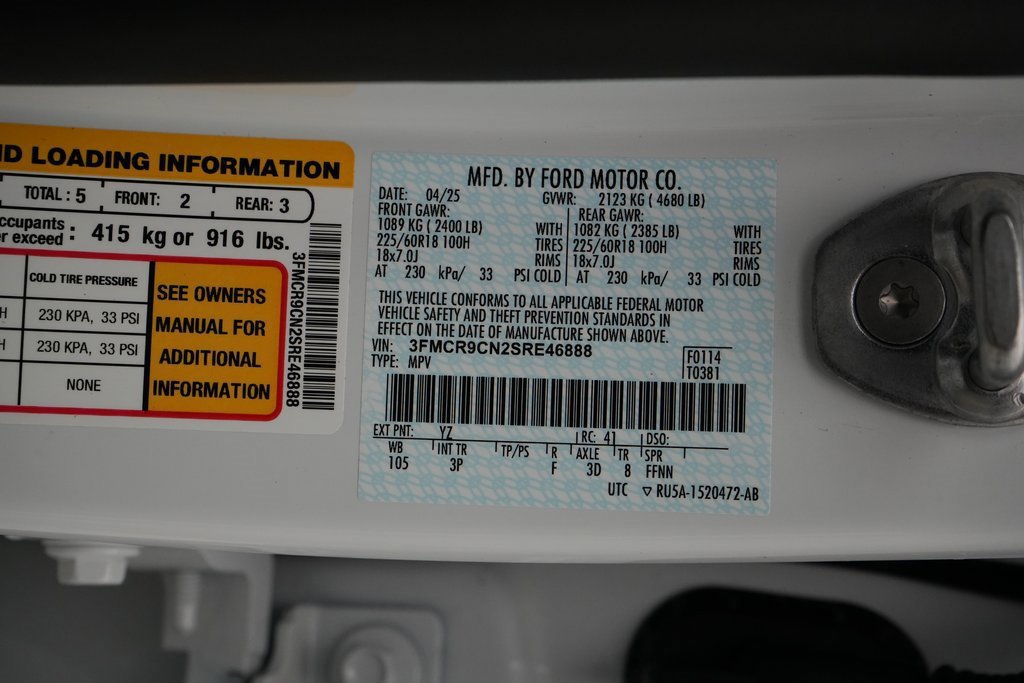 ND LOADING INFORMATION
TOTAL : 5 FRONT: 2 REAR: 3
ccupants
er exceed : 415 kg or 916 lbs.
COLD TIRE PRESSURE
H 230 KPA, 33 PSI
H 230 KPA, 33 PSI
NONE
SEE OWNERS
MANUAL FOR
ADDITIONAL
INFORMATION
3FMCR9CN2SRE46888
MFD. BY FORD MOTOR CO.
DATE: 04/25 GVWR: 2123 KG ( 4680 LB)
FRONT GAWR: REAR GAWR:
1089 KG ( 2400 LB) WITH 1082 KG ( 2385 LB) WITH
225/60R18 100H TIRES 225/60R18 100H TIRES
18x7.0J RIMS 18x7.0J RIMS
AT 230 kPa/ 33 PSI COLD AT 230 kPa/ 33 PSI COLD
THIS VEHICLE CONFORMS TO ALL APPLICABLE FEDERAL MOTOR
VEHICLE SAFETY AND THEFT PREVENTION STANDARDS IN
EFFECT ON THE DATE OF MANUFACTURE SHOWN ABOVE.
VIN: 3FMCR9CN2SRE46888
TYPE: MPV
F0114
T0381
EXT PNT: YZ RC: 41 DSO:
WB INT TR TP/PS R AXLE TR SPR
105 3P F 3D 8 FFNN
UTC ▽ RU5A-1520472-AB